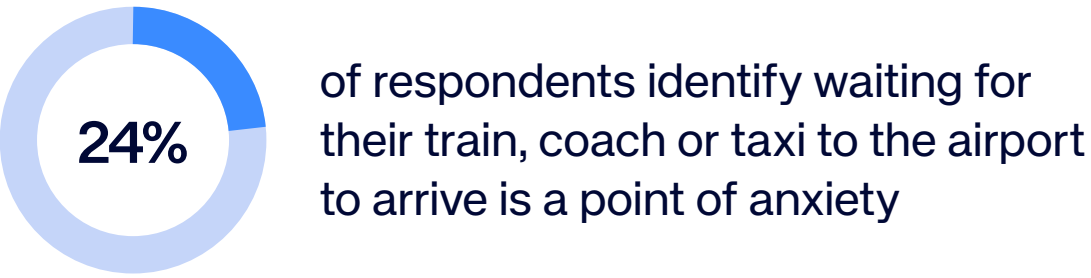 24%
of respondents identify waiting for
their train, coach or taxi to the airport
to arrive is a point of anxiety